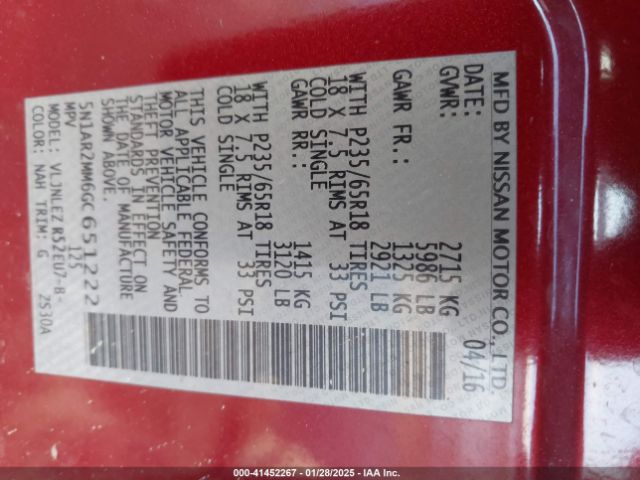 MFD BY NISSAN MOTOR CO., LTD.
DATE: 04/16
GVWR: 2715 KG
5986 LB
GAWR FR.: 1325 KG
2921 LB
WITH P235/65R18 TIRES
18 X 7.5 RIMS AT 33 PSI
COLD SINGLE
GAWR RR.: 1415 KG
3120 LB
WITH P235/65R18 TIRES
18 X 7.5 RIMS AT 33 PSI
COLD SINGLE
THIS VEHICLE CONFORMS TO
ALL APPLICABLE FEDERAL
MOTOR VEHICLE SAFETY AND
THEFT PREVENTION
STANDARDS IN EFFECT ON
THE DATE OF MANUFACTURE
SHOWN ABOVE.
5N1AR2MM6GC651222
MPV 125
MODEL: VLJNLEZ R52EU7-B
COLOR: NAH TRIM: G 2S30A
000-41452267 - 01/28/2025 - IAA Inc.